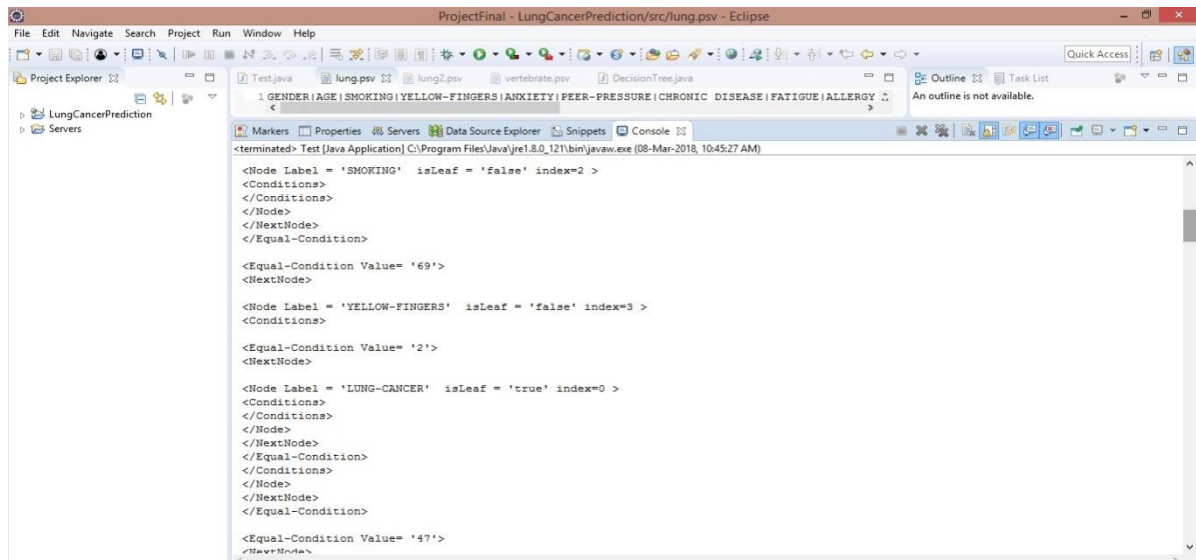 ProjectFinal - LungCancerPrediction/src/lung.psv - Eclipse
File Edit Navigate Search Project Run Window Help
Quick Access
Project Explorer
Test.java lung.psv lung2.psv vertebrate.psv DecisionTree.java
Outline Task List
1 GENDER|AGE|SMOKING|YELLOW-FINGERS|ANXIETY|PEER-PRESSURE|CHRONIC DISEASE|FATIGUE|ALLERGY
An outline is not available.
LungCancerPrediction
Servers
Markers Properties Servers Data Source Explorer Snippets Console
<terminated> Test [Java Application] C:\Program Files\Java\jre1.8.0_121\bin\javaw.exe (08-Mar-2018, 10:45:27 AM)
<Node Label = 'SMOKING' isLeaf = 'false' index=2 >
<Conditions>
</Conditions>
</Node>
</NextNode>
</Equal-Condition>
<Equal-Condition Value= '69'>
<NextNode>
<Node Label = 'YELLOW-FINGERS' isLeaf = 'false' index=3 >
<Conditions>
<Equal-Condition Value= '2'>
<NextNode>
<Node Label = 'LUNG-CANCER' isLeaf = 'true' index=0 >
<Conditions>
</Conditions>
</Node>
</NextNode>
</Equal-Condition>
</Conditions>
</Node>
</NextNode>
</Equal-Condition>
<Equal-Condition Value= '47'>
<NextNode>